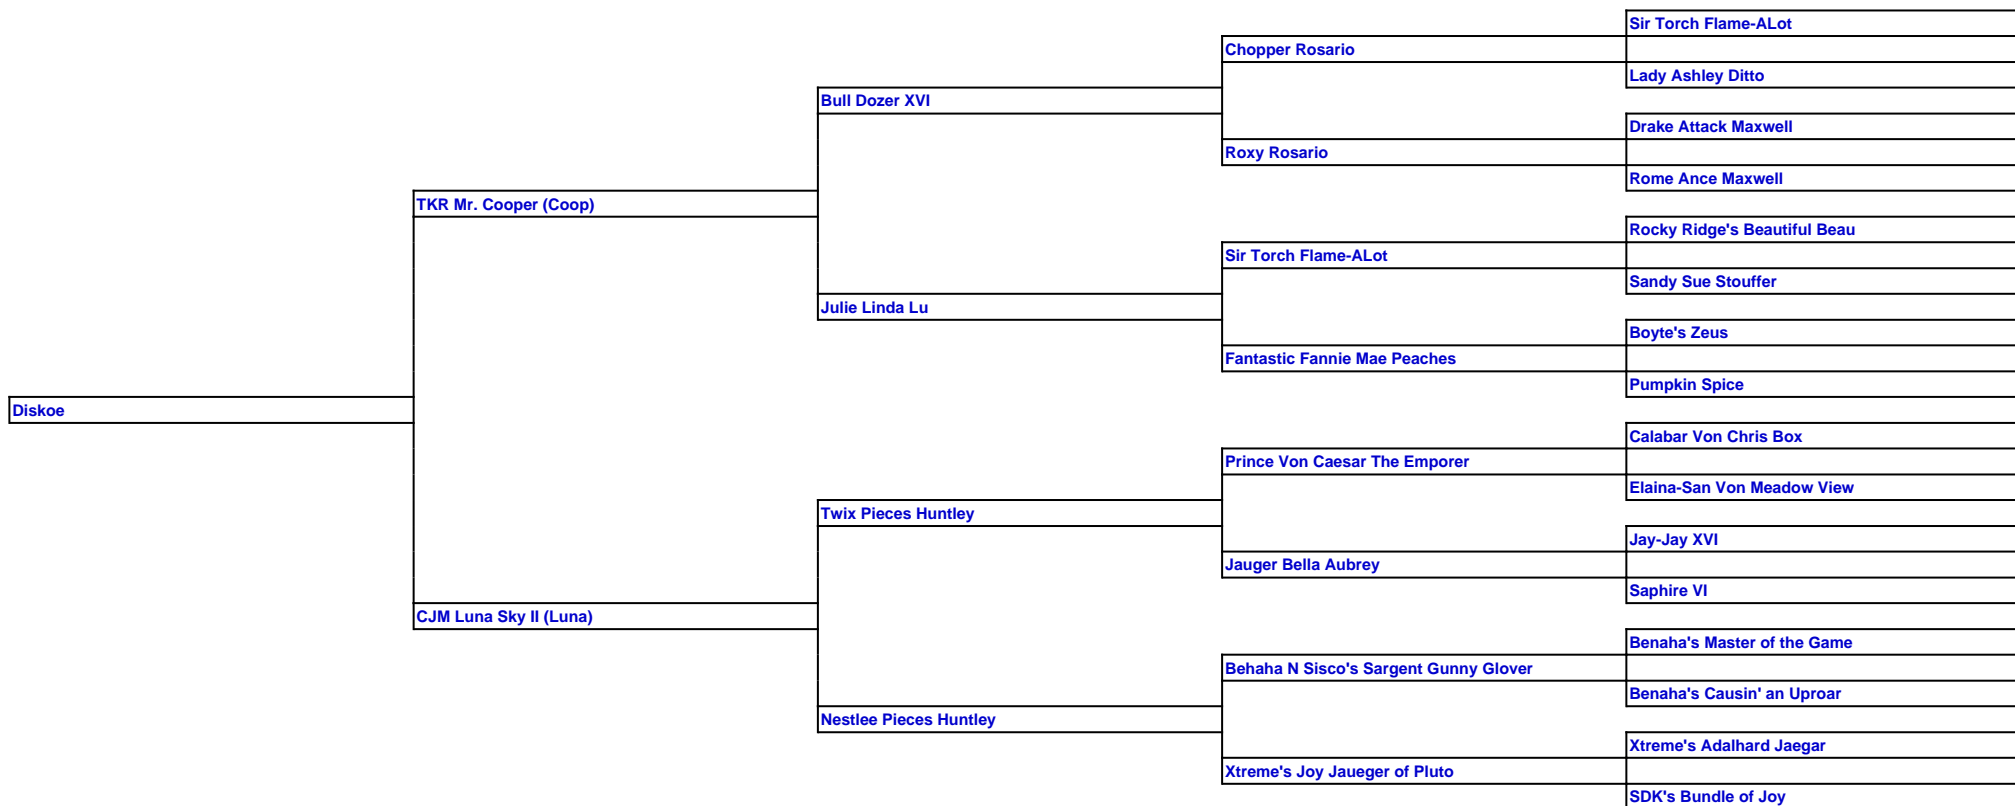 Sir Torch Flame-ALot
Chopper Rosario
Lady Ashley Ditto
Bull Dozer XVI
Drake Attack Maxwell
Roxy Rosario
Rome Ance Maxwell
TKR Mr. Cooper (Coop)
Rocky Ridge's Beautiful Beau
Sir Torch Flame-ALot
Sandy Sue Stouffer
Julie Linda Lu
Boyte's Zeus
Fantastic Fannie Mae Peaches
Pumpkin Spice
Diskoe
Calabar Von Chris Box
Prince Von Caesar The Emporer
Elaina-San Von Meadow View
Twix Pieces Huntley
Jay-Jay XVI
Jauger Bella Aubrey
Saphire VI
CJM Luna Sky II (Luna)
Benaha's Master of the Game
Behaha N Sisco's Sargent Gunny Glover
Benaha's Causin' an Uproar
Nestlee Pieces Huntley
Xtreme's Adalhard Jaegar
Xtreme's Joy Jaueger of Pluto
SDK's Bundle of Joy